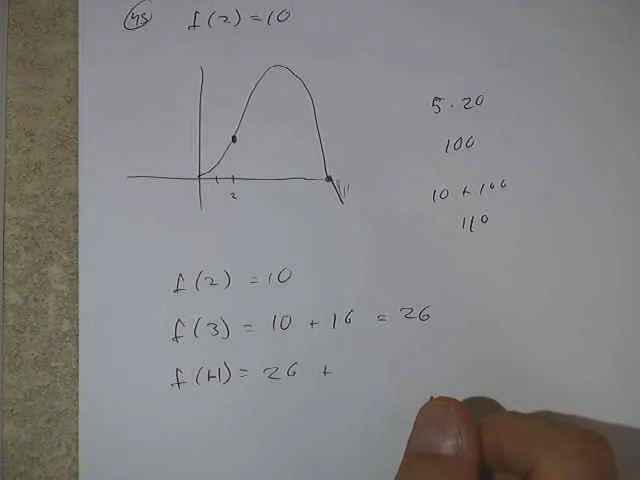 45 f(2)=10
5 · 20
100
10 + 100
110
2
f(2) = 10
f(3) = 10 + 16 = 26
f(4) = 26 +